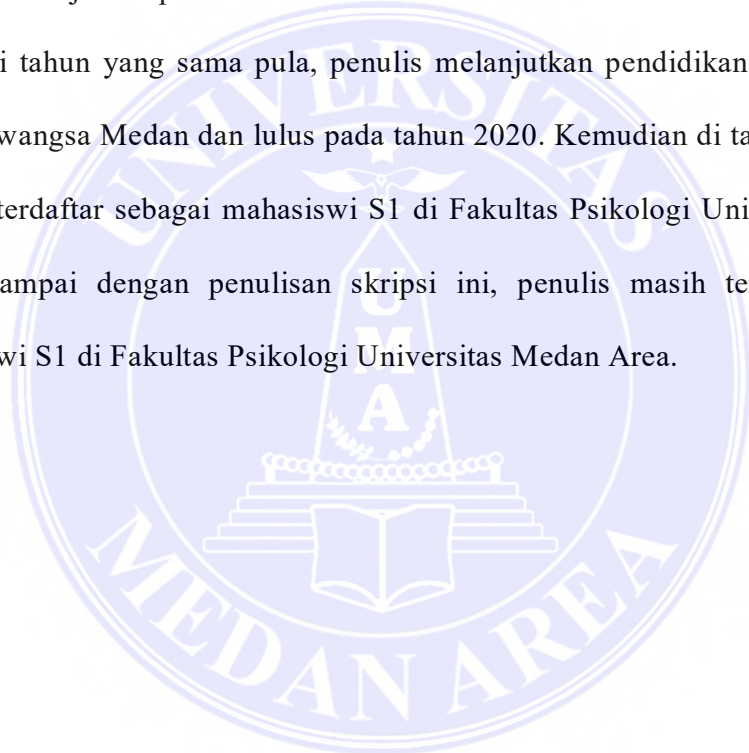 i tahun yang sama pula, penulis melanjutkan pendidikan
wangsa Medan dan lulus pada tahun 2020. Kemudian di ta
terdaftar sebagai mahasiswi S1 di Fakultas Psikologi Uni
ampai dengan penulisan skripsi ini, penulis masih te
wi S1 di Fakultas Psikologi Universitas Medan Area.
UNIVERSITAS
UMA
MEDAN AREA